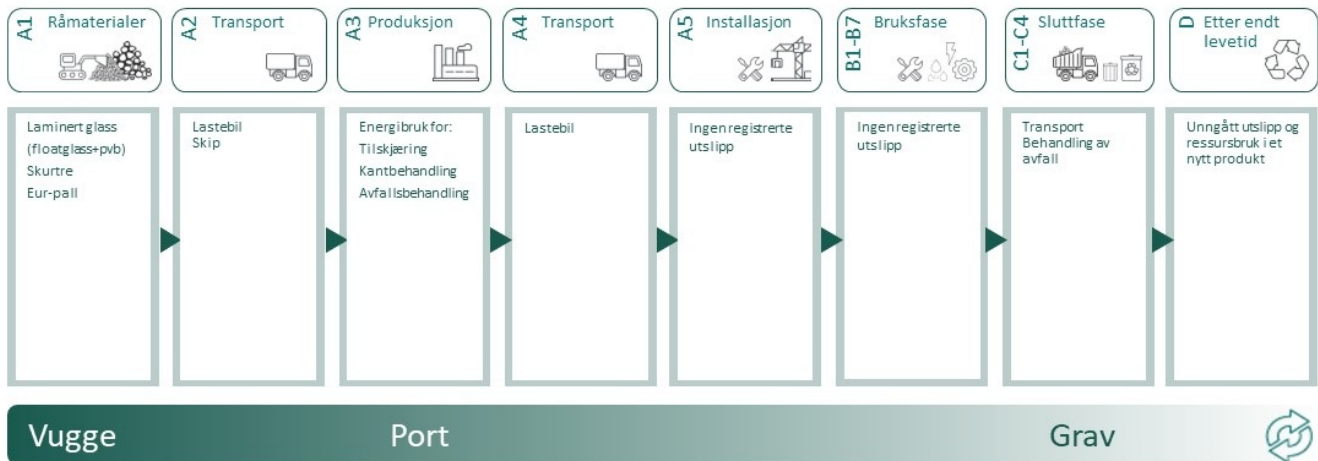 A1 Råmaterialer
A2 Transport
A3 Produksjon
A4 Transport
A5 Installasjon
B1-B7 Bruksfase
C1-C4 Sluttfase
D Etter endt
levetid
Laminert glass
(floatglass+pvb)
Skurtre
Eur-pall
Lastebil
Skip
Energibruk for:
Tilskjæring
Kantbehandling
Avfallsbehandling
Lastebil
Ingen registrerte
utslipp
Ingen registrerte
utslipp
Transport
Behandling av
avfall
Unngått utslipp og
ressursbruk i et
nytt produkt
Vugge
Port
Grav